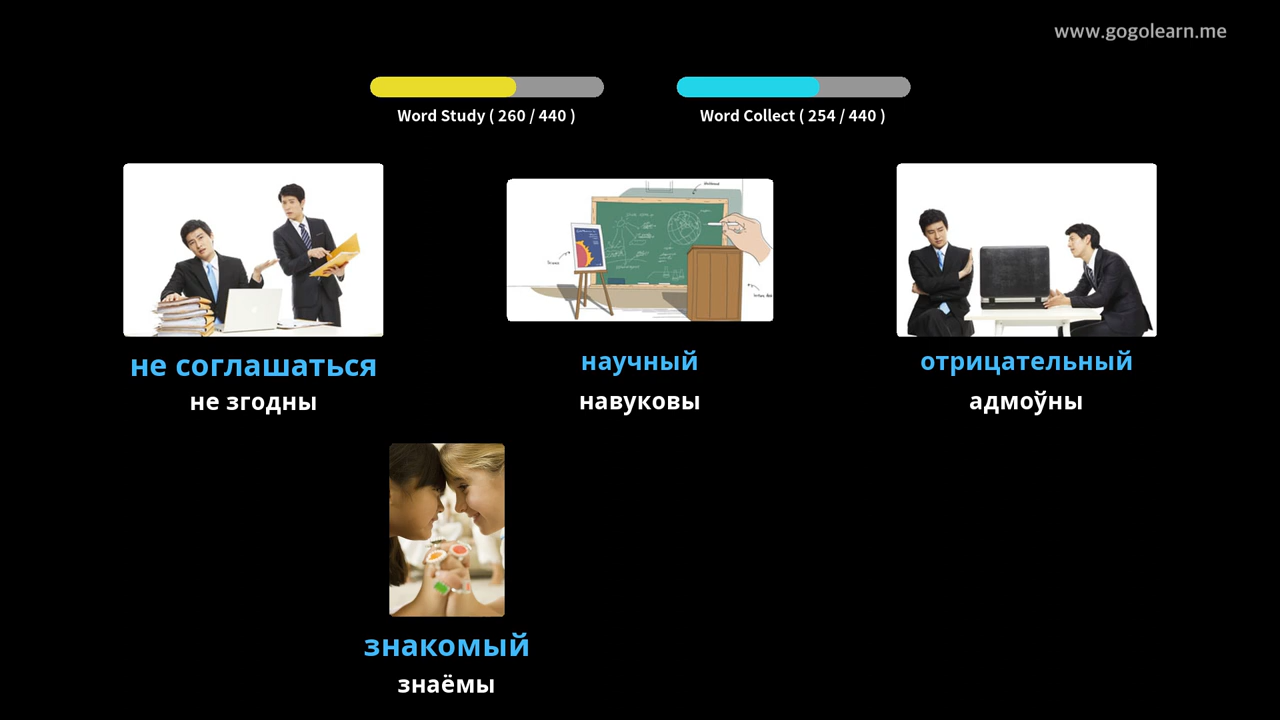 www.gogolearn.me
Word Study ( 260 / 440 )
Word Collect ( 254 / 440 )
не соглашаться
научный
отрицательный
не згодны
навуковы
адмоўны
знакомый
знаёмы